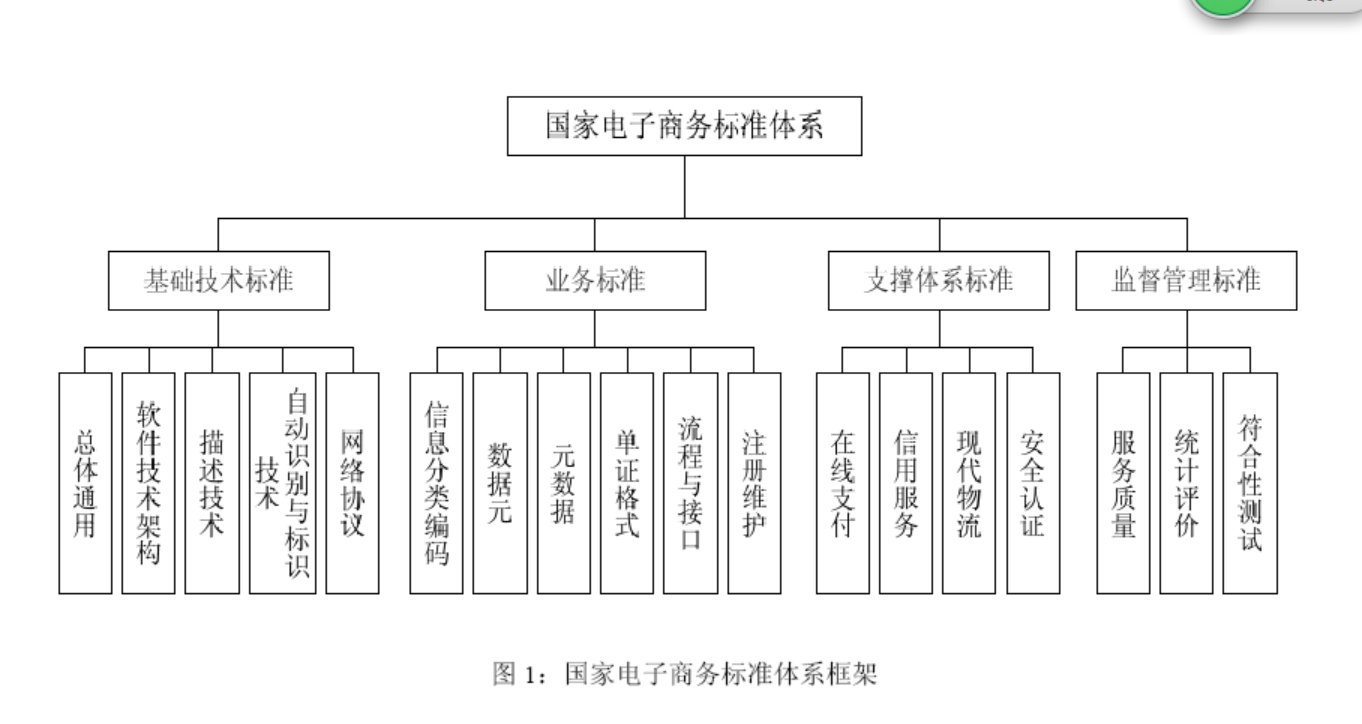 国家电子商务标准体系
基础技术标准
业务标准
支撑体系标准
监督管理标准
总体通用
软件技术架构
描述技术
自动识别与标识
技术
网络协议
信息分类编码
数据元
元数据
单证格式
流程与接口
注册维护
在线支付
信用服务
现代物流
安全认证
服务质量
统计评价
符合性测试
图 1：国家电子商务标准体系框架